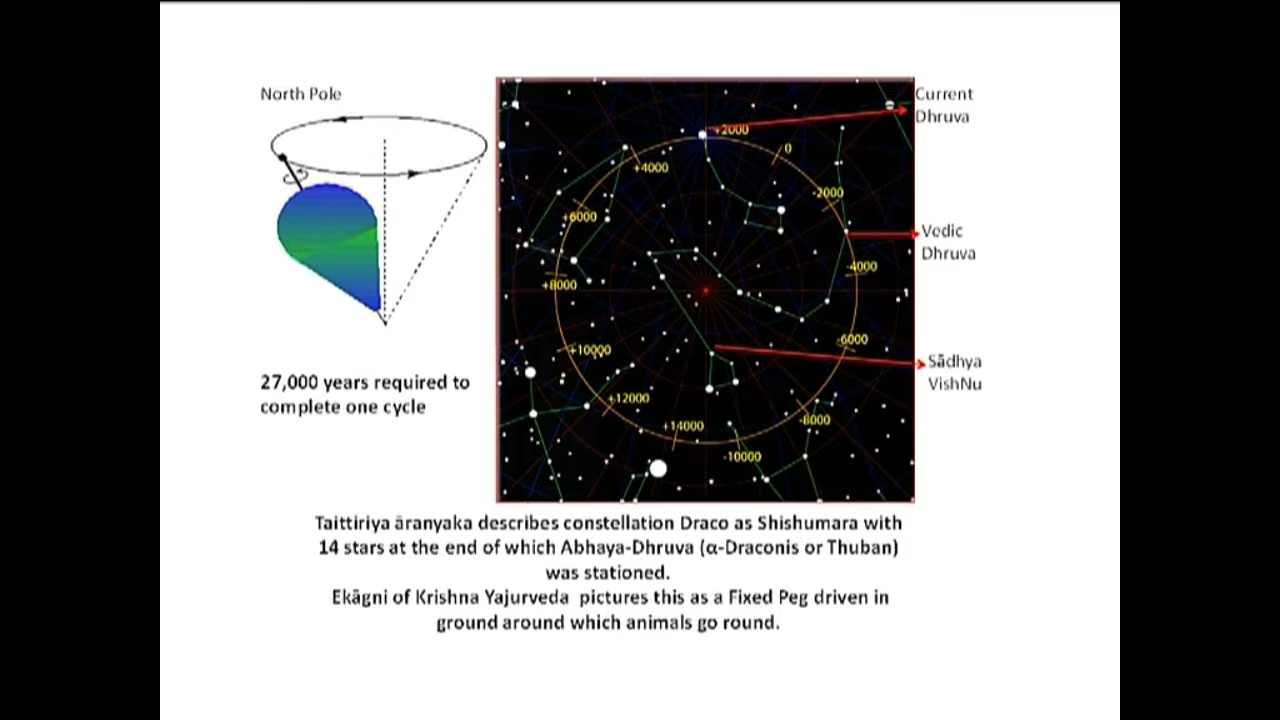 North Pole
27,000 years required to
complete one cycle
+2000
0
+4000
-2000
+6000
-4000
+8000
-6000
+10000
+12000
-8000
+14000
-10000
Current
Dhruva
Vedic
Dhruva
Sādhya
VishNu
Taittiriya āranyaka describes constellation Draco as Shishumara with
14 stars at the end of which Abhaya-Dhruva (α-Draconis or Thuban)
was stationed.
Ekāgni of Krishna Yajurveda pictures this as a Fixed Peg driven in
ground around which animals go round.